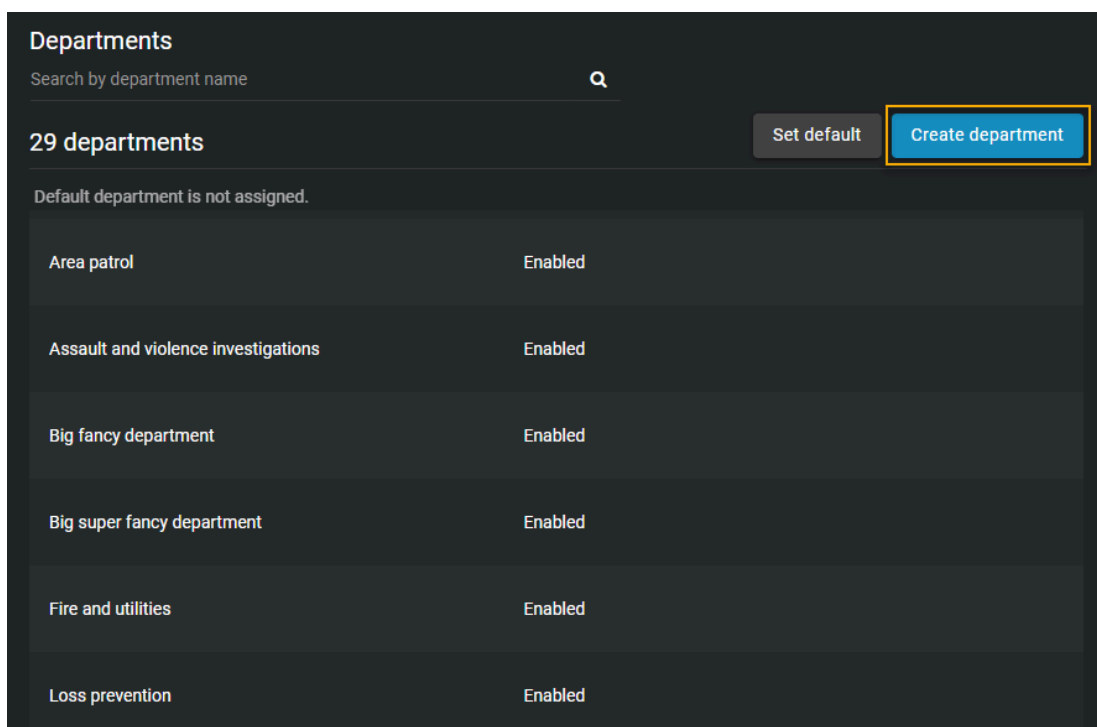 Departments
Search by department name
29 departments
Set default
Create department
Default department is not assigned.
Area patrol Enabled
Assault and violence investigations Enabled
Big fancy department Enabled
Big super fancy department Enabled
Fire and utilities Enabled
Loss prevention Enabled